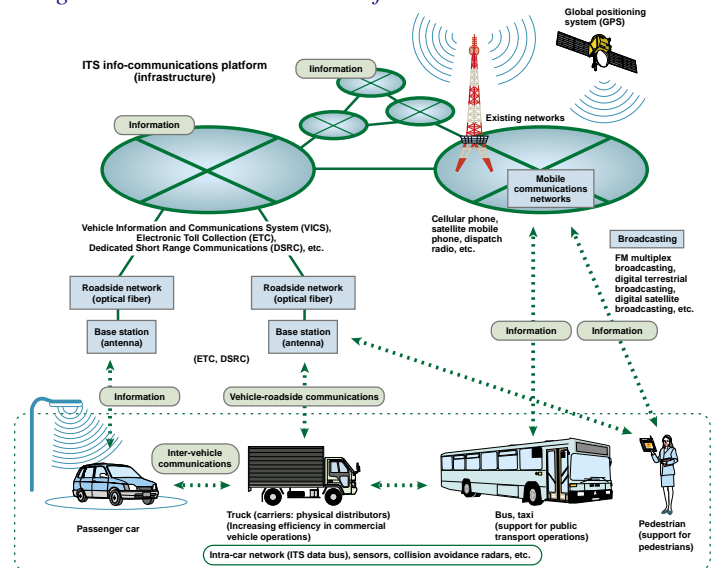 Global positioning
system (GPS)
ITS info-communications platform
(infrastructure)
Iinformation
Existing networks
Information
Mobile
communications
networks
Cellular phone,
satellite mobile
phone, dispatch
radio, etc.
Vehicle Information and Communications System (VICS),
Electronic Toll Collection (ETC),
Dedicated Short Range Communications (DSRC), etc.
Broadcasting
FM multiplex
broadcasting,
digital terrestrial
broadcasting,
digital satellite
broadcasting, etc.
Roadside network
(optical fiber)
Roadside network
(optical fiber)
Base station
(antenna)
Base station
(antenna)
Information
Information
(ETC, DSRC)
Information
Vehicle-roadside communications
Inter-vehicle
communications
Passenger car
Truck (carriers: physical distributors)
(Increasing efficiency in commercial
vehicle operations)
Bus, taxi
(support for public
transport operations)
Pedestrian
(support for
pedestrians)
Intra-car network (ITS data bus), sensors, collision avoidance radars, etc.